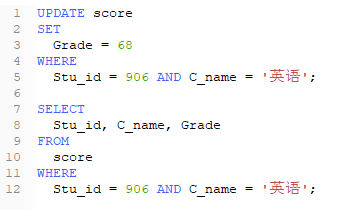 1 UPDATE score
2 SET
3 Grade = 68
4 WHERE
5 Stu_id = 906 AND C_name = '英语';
6
7 SELECT
8 Stu_id, C_name, Grade
9 FROM
10 score
11 WHERE
12 Stu_id = 906 AND C_name = '英语';